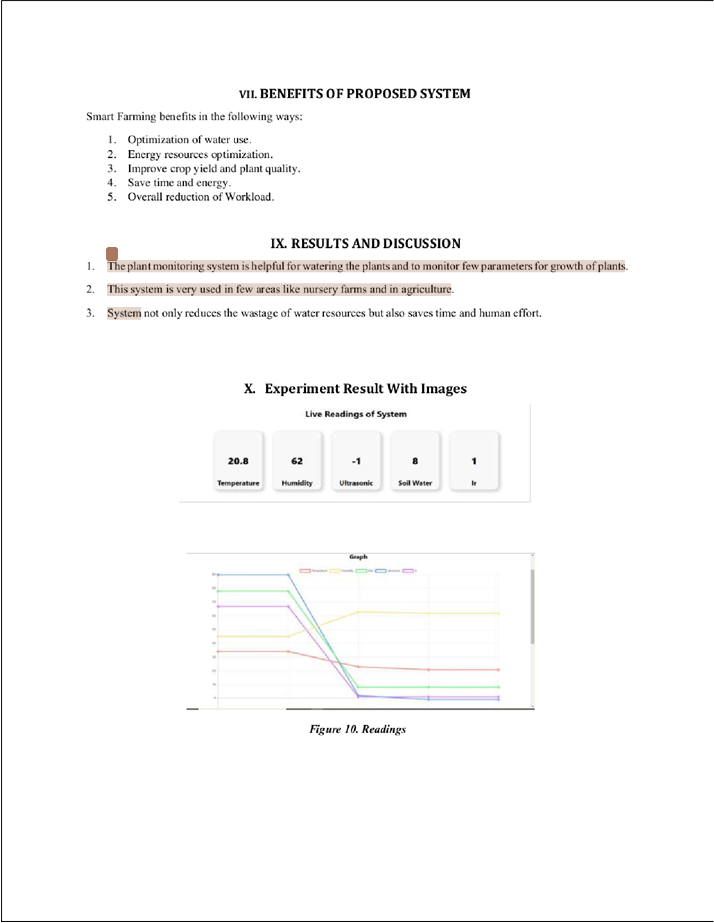 VII. BENEFITS OF PROPOSED SYSTEM
Smart Farming benefits in the following ways:
1. Optimization of water use.
2. Energy resources optimization.
3. Improve crop yield and plant quality.
4. Save time and energy.
5. Overall reduction of Workload.
IX. RESULTS AND DISCUSSION
1. The plant monitoring system is helpful for watering the plants and to monitor few parameters for growth of plants.
2. This system is very used in few areas like nursery farms and in agriculture.
3. System not only reduces the wastage of water resources but also saves time and human effort.
X. Experiment Result With Images
Live Readings of System
20.8 62 -1 8 1
Temperature Humidity Ultrasonic Soil Water Ir
Graph
Figure 10. Readings